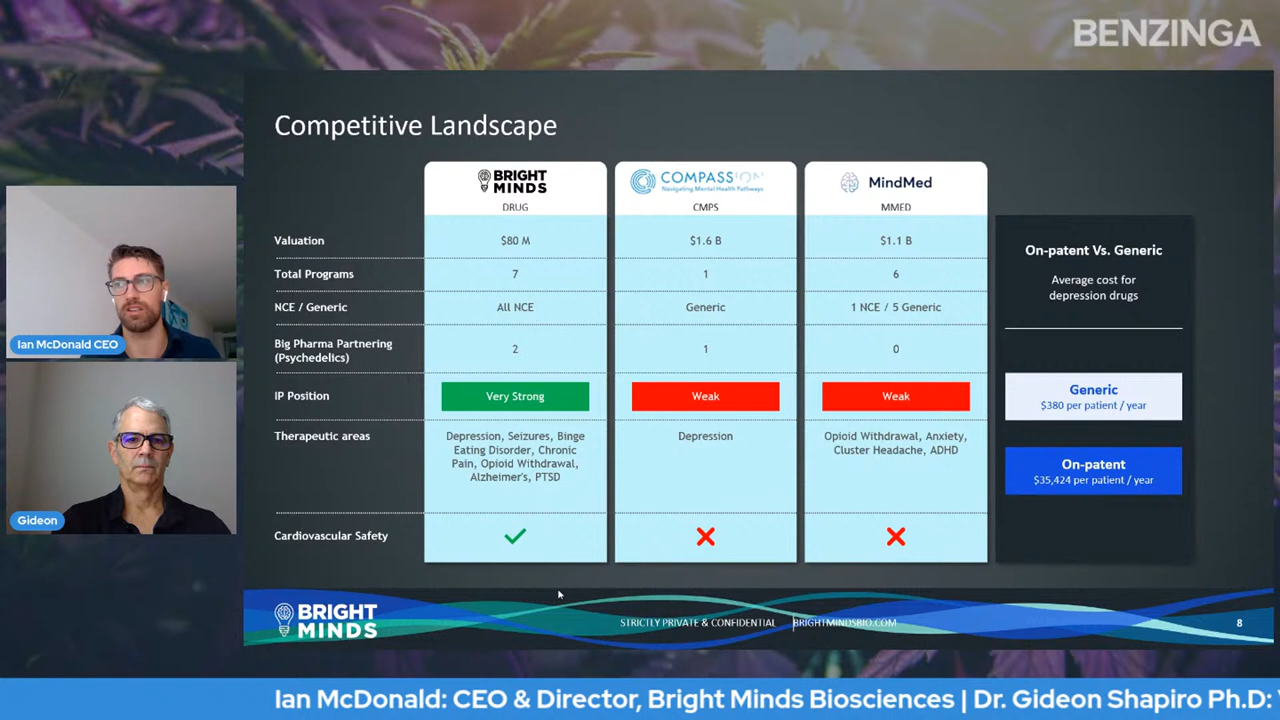 BENZINGA
Competitive Landscape
BRIGHT
MINDS
DRUG
COMPASSION
Navigating Mental Health Pathways
CMPS
MindMed
MMED
Valuation
$80 M
$1.6 B
$1.1 B
Total Programs
7
1
6
NCE / Generic
All NCE
Generic
1 NCE / 5 Generic
Big Pharma Partnering
(Psychedelics)
2
1
0
IP Position
Very Strong
Weak
Weak
Therapeutic areas
Depression, Seizures, Binge
Eating Disorder, Chronic
Pain, Opioid Withdrawal,
Alzheimer's, PTSD
Depression
Opioid Withdrawal, Anxiety,
Cluster Headache, ADHD
Cardiovascular Safety
On-patent Vs. Generic
Average cost for
depression drugs
Generic
$380 per patient / year
On-patent
$35,424 per patient / year
Ian McDonald CEO
Gideon
BRIGHT
MINDS
STRICTLY PRIVATE & CONFIDENTIAL
BRIGHTMINDSBIO.COM
8
Ian McDonald: CEO & Director, Bright Minds Biosciences | Dr. Gideon Shapiro Ph.D: